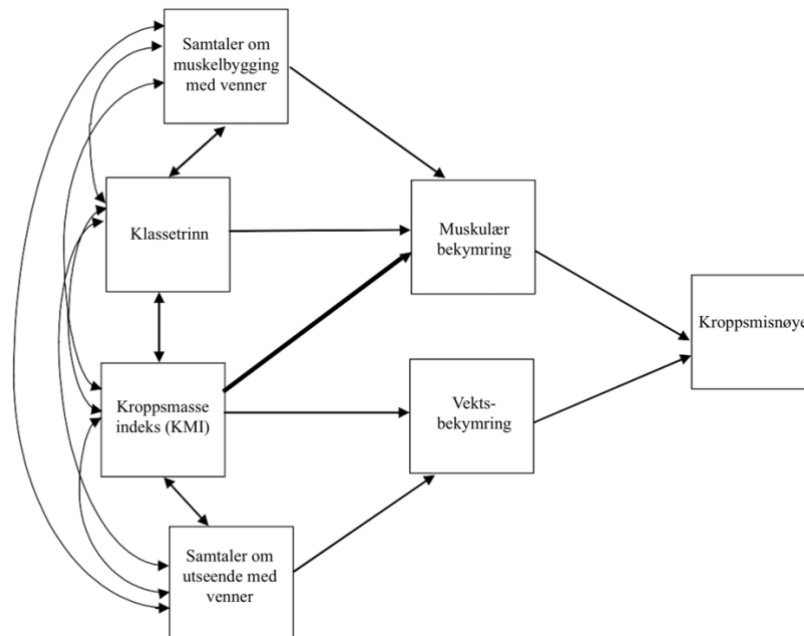 Samtaler om
muskelbygging
med venner
Klassetrinn
Muskulær
bekymring
Kroppsmisnøye
Kroppsmasse
indeks (KMI)
Vekts-
bekymring
Samtaler om
utseende med
venner